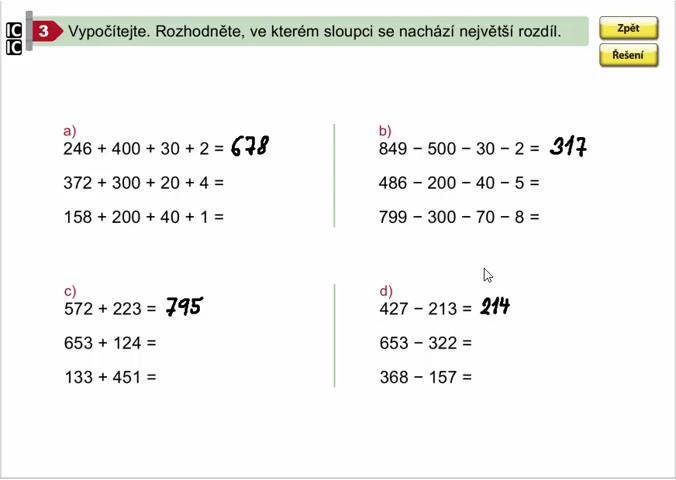 3 Vypočítejte. Rozhodněte, ve kterém sloupci se nachází největší rozdíl.
Zpět
Řešení
a)
246 + 400 + 30 + 2 = 678
372 + 300 + 20 + 4 =
158 + 200 + 40 + 1 =
b)
849 − 500 − 30 − 2 = 317
486 − 200 − 40 − 5 =
799 − 300 − 70 − 8 =
c)
572 + 223 = 795
653 + 124 =
133 + 451 =
d)
427 − 213 = 214
653 − 322 =
368 − 157 =